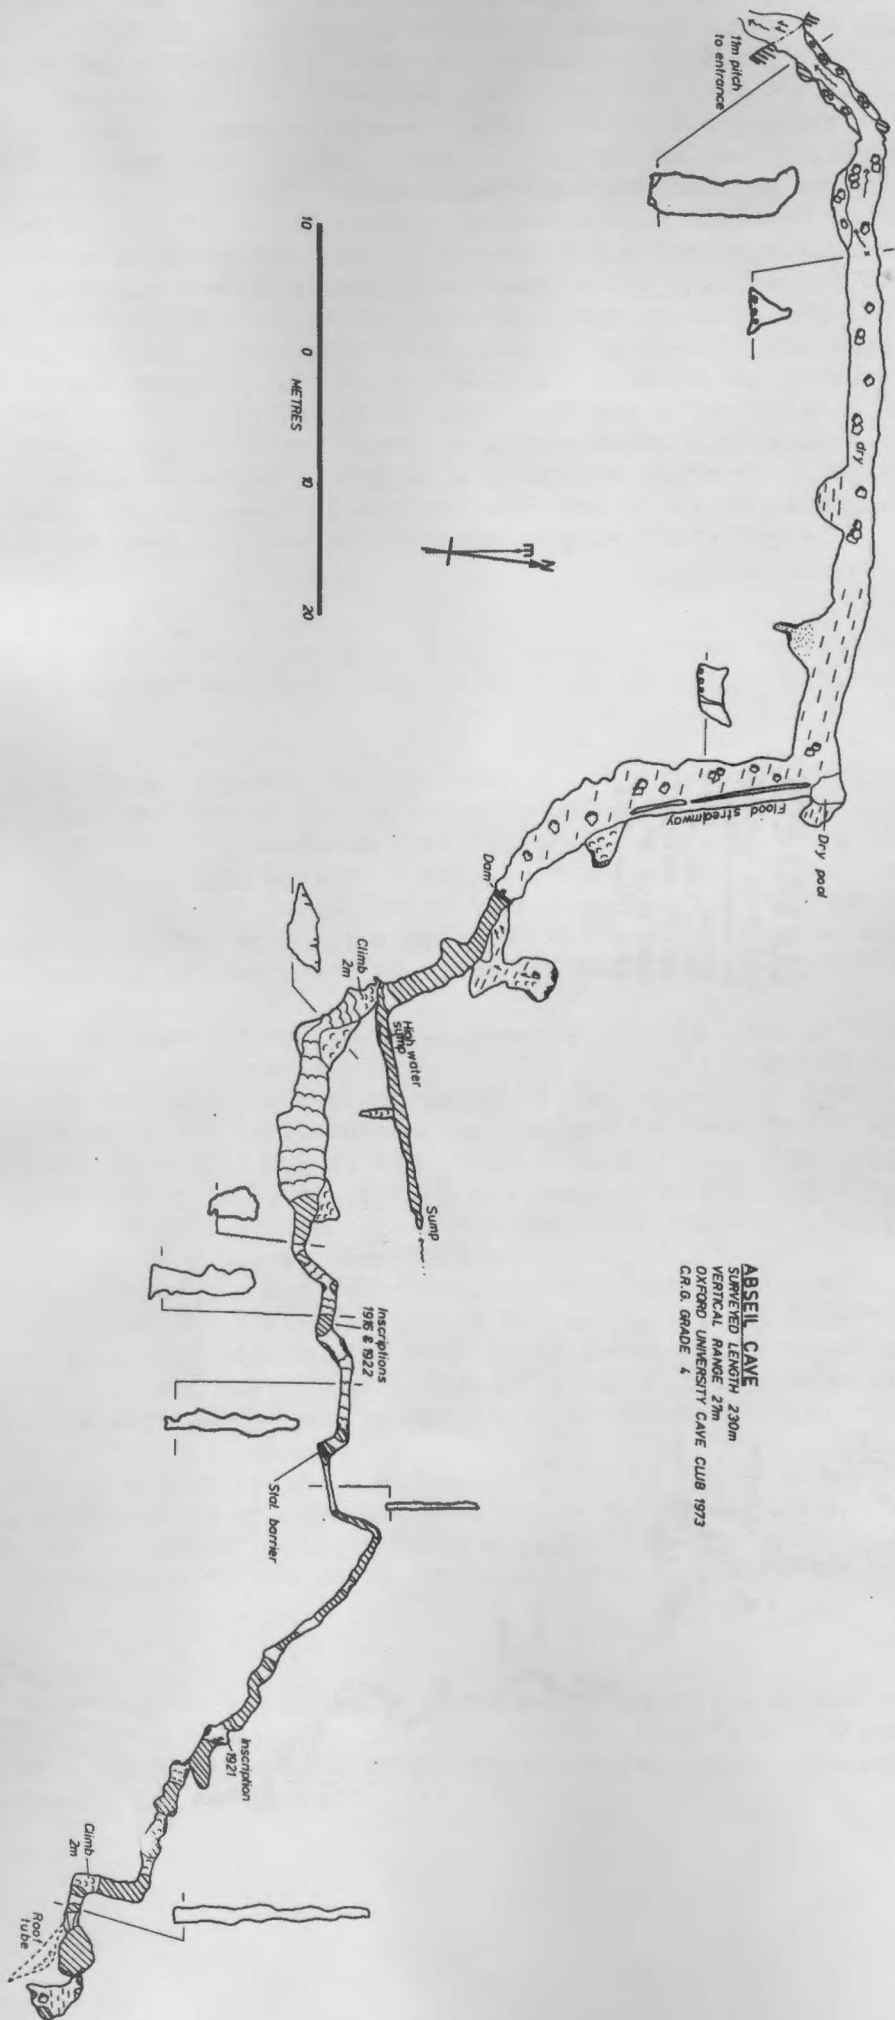 ABSEIL CAVE
SURVEYED LENGTH 230m
VERTICAL RANGE 27m
OXFORD UNIVERSITY CAVE CLUB 1973
C.R.G. GRADE 4
11m pitch
to entrance
dry
Dry pool
Flood streamway
Dam
Climb
2m
High water
sump
Sump
Inscriptions
1916 & 1922
Stal. barrier
Inscription
1921
Climb
2m
Roof
tube
10
0
10
20
METRES
m
N